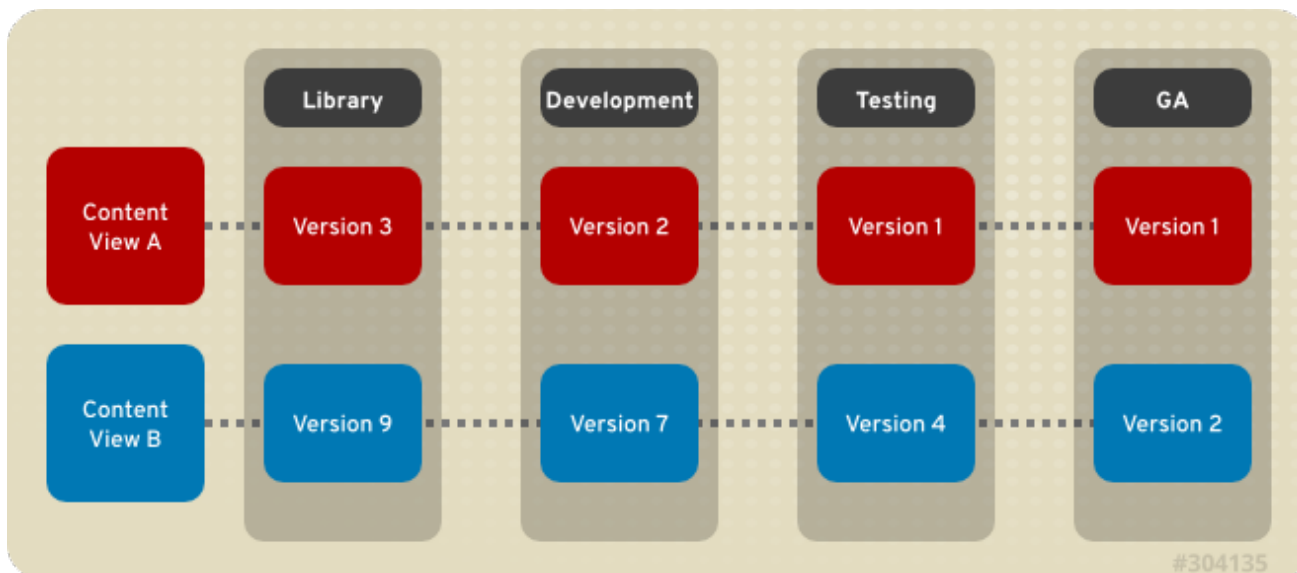 Library
Development
Testing
GA
Content
View A
Version 3
Version 2
Version 1
Version 1
Content
View B
Version 9
Version 7
Version 4
Version 2
#304135